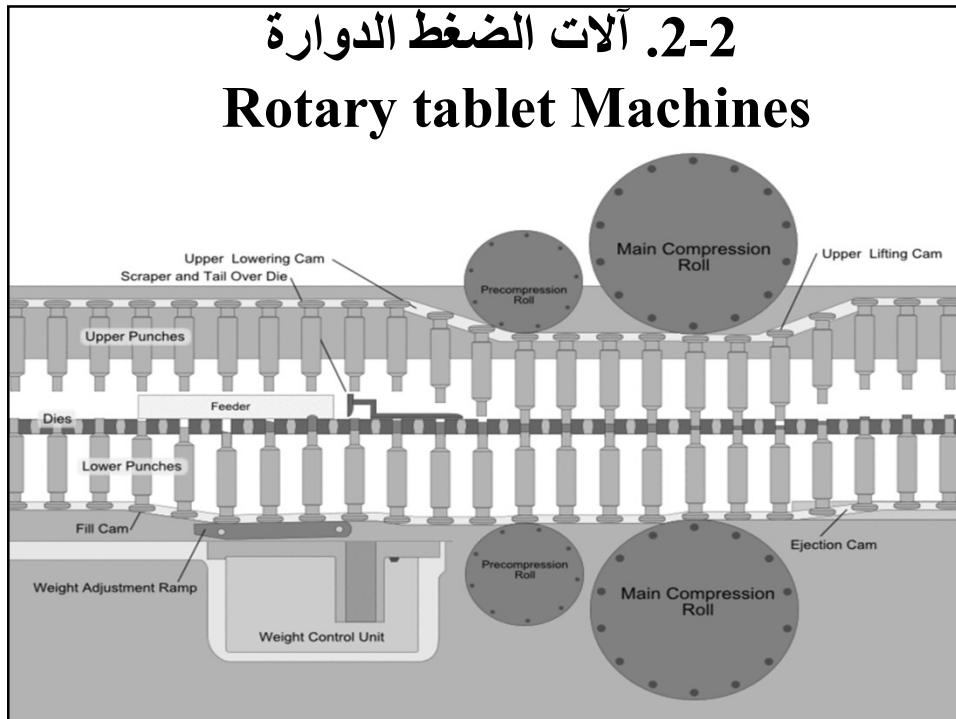 2-2. آلات الضغط الدوارة
Rotary tablet Machines
Upper Lowering Cam
Scraper and Tail Over Die
Precompression
Roll
Main Compression
Roll
Upper Lifting Cam
Upper Punches
Feeder
Dies
Lower Punches
Fill Cam
Ejection Cam
Weight Adjustment Ramp
Weight Control Unit
Precompression
Roll
Main Compression
Roll